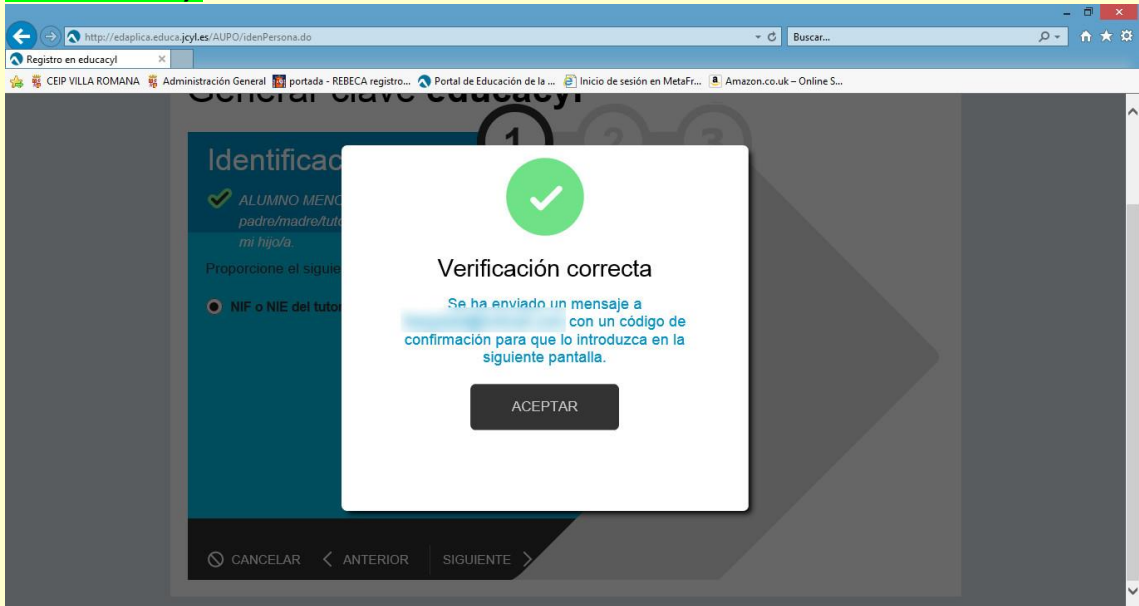 http://edaplica.educa.jcyl.es/AUPO/idenPersona.do
Buscar...
Registro en educacyl
CEIP VILLA ROMANA Administración General portada - REBECA registro... Portal de Educación de la ... Inicio de sesión en MetaFr... Amazon.co.uk – Online S...
Generar clave educacyl
1 2 3
Identificac
ALUMNO MENO
padre/madre/tuto
mi hijo/a.
Proporcione el siguie
NIF o NIE del tutor
Verificación correcta
Se ha enviado un mensaje a
con un código de
confirmación para que lo introduzca en la
siguiente pantalla.
ACEPTAR
CANCELAR ANTERIOR SIGUIENTE